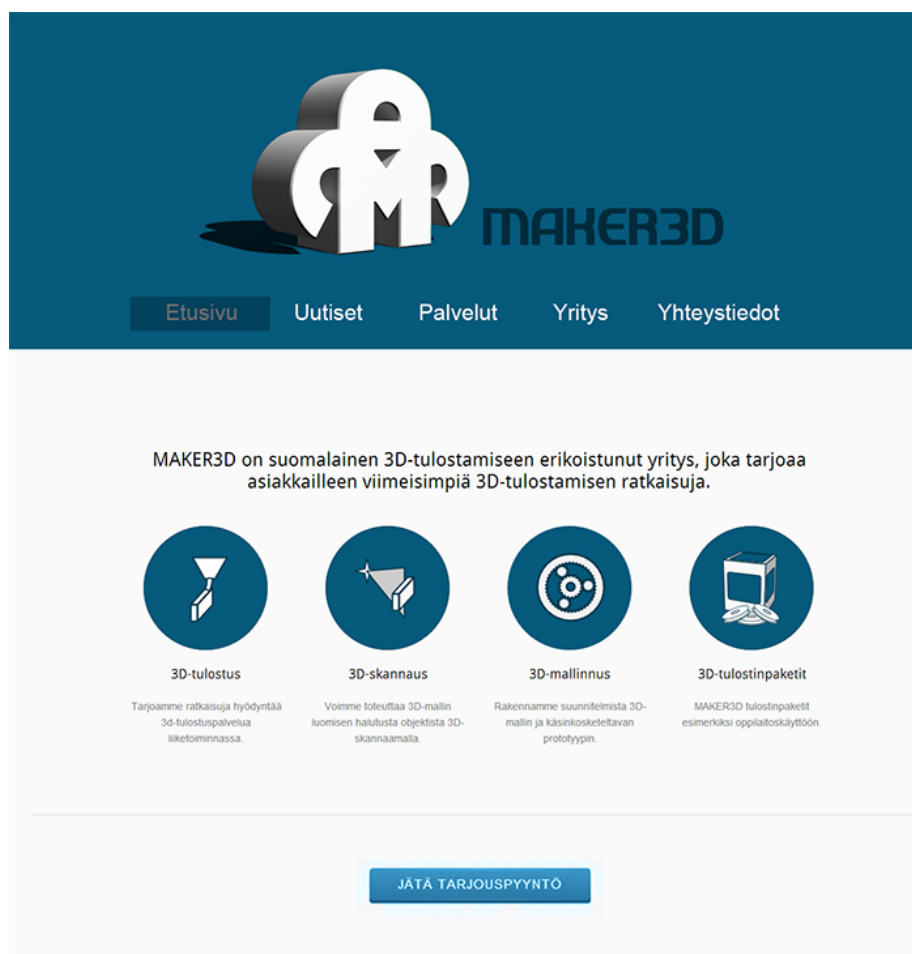 AMR
MAKER3D
Etusivu Uutiset Palvelut Yritys Yhteystiedot
MAKER3D on suomalainen 3D-tulostamiseen erikoistunut yritys, joka tarjoaa
asiakkailleen viimeisimpiä 3D-tulostamisen ratkaisuja.
3D-tulostus
Tarjoamme ratkaisuja hyödyntää
3d-tulostuspalvelua
liiketoiminnassa.
3D-skannaus
Voimme toteuttaa 3D-mallin
luomisen halutusta objektista 3D-
skannaamalla.
3D-mallinnus
Rakennamme suunnitelmista 3D-
mallin ja käsinkosketeltavan
prototyypin.
3D-tulostinpaketit
MAKER3D tulostinpaketit
esimerkiksi oppilaitoskäyttöön.
JÄTÄ TARJOUSPYYNTÖ